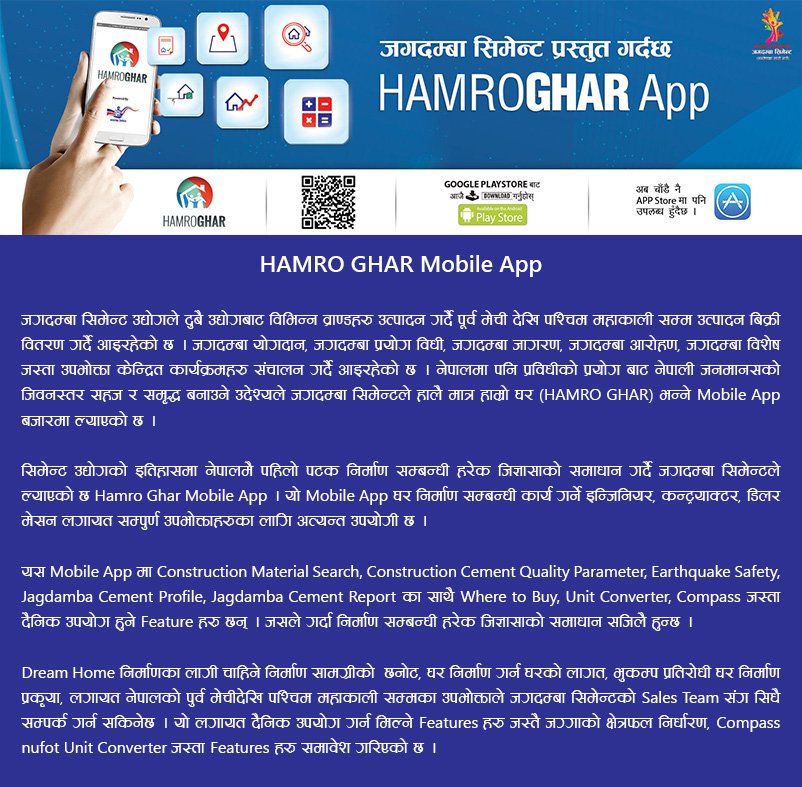 जगदम्बा सिमेन्ट प्रस्तुत गर्दछ
HAMROGHAR App
जगदम्बा सिमेन्ट
HAMROGHAR
Powered By
HAMROGHAR
GOOGLE PLAYSTORE बाट
आजै DOWNLOAD गर्नुहोस्
Available on the Android
Play Store
अब चाँडै नै
APP Store मा पनि
उपलब्ध हुँदैछ ।
HAMRO GHAR Mobile App
जगदम्बा सिमेन्ट उद्योगले दुबै उद्योगबाट विभिन्न व्राण्डहरु उत्पादन गर्दै पूर्व मेची देखि पश्चिम महाकाली सम्म उत्पादन बिक्री
वितरण गर्दै आइरहेको छ । जगदम्बा योगदान, जगदम्बा प्रयोग विधी, जगदम्बा जागरण, जगदम्बा आरोहण, जगदम्बा विशेष
जस्ता उपभोक्ता केन्द्रित कार्यक्रमहरु संचालन गर्दै आइरहेको छ । नेपालमा पनि प्रविधीको प्रयोग बाट नेपाली जनमानसको
जिवनस्तर सहज र समृद्ध बनाउने उदेश्यले जगदम्बा सिमेन्टले हालै मात्र हाम्रो घर (HAMRO GHAR) भन्ने Mobile App
बजारमा ल्याएको छ ।
सिमेन्ट उद्योगको इतिहासमा नेपालमै पहिलो पटक निर्माण सम्बन्धी हरेक जिज्ञासाको समाधान गर्दै जगदम्बा सिमेन्टले
ल्याएको छ Hamro Ghar Mobile App । यो Mobile App घर निर्माण सम्बन्धी कार्य गर्ने इन्जिनियर, कन्ट्र्याक्टर, डिलर
मेसन लगायत सम्पुर्ण उपभोक्ताहरुका लागि अत्यन्त उपयोगी छ ।
यस Mobile App मा Construction Material Search, Construction Cement Quality Parameter, Earthquake Safety,
Jagdamba Cement Profile, Jagdamba Cement Report का साथै Where to Buy, Unit Converter, Compass जस्ता
दैनिक उपयोग हुने Feature हरु छन् । जसले गर्दा निर्माण सम्बन्धी हरेक जिज्ञासाको समाधान सजिलै हुन्छ ।
Dream Home निर्माणका लागी चाहिने निर्माण सामग्रीको छनोट, घर निर्माण गर्न घरको लागत, भुकम्प प्रतिरोधी घर निर्माण
प्रकृया, लगायत नेपालको पुर्व मेचीदेखि पश्चिम महाकाली सम्मका उपभोक्ताले जगदम्बा सिमेन्टको Sales Team संग सिधै
सम्पर्क गर्न सकिनेछ । यो लगायत दैनिक उपयोग गर्न मिल्ने Features हरु जस्तै जग्गाको क्षेत्रफल निर्धारण, Compass
nufot Unit Converter जस्ता Features हरु समावेश गरिएको छ ।